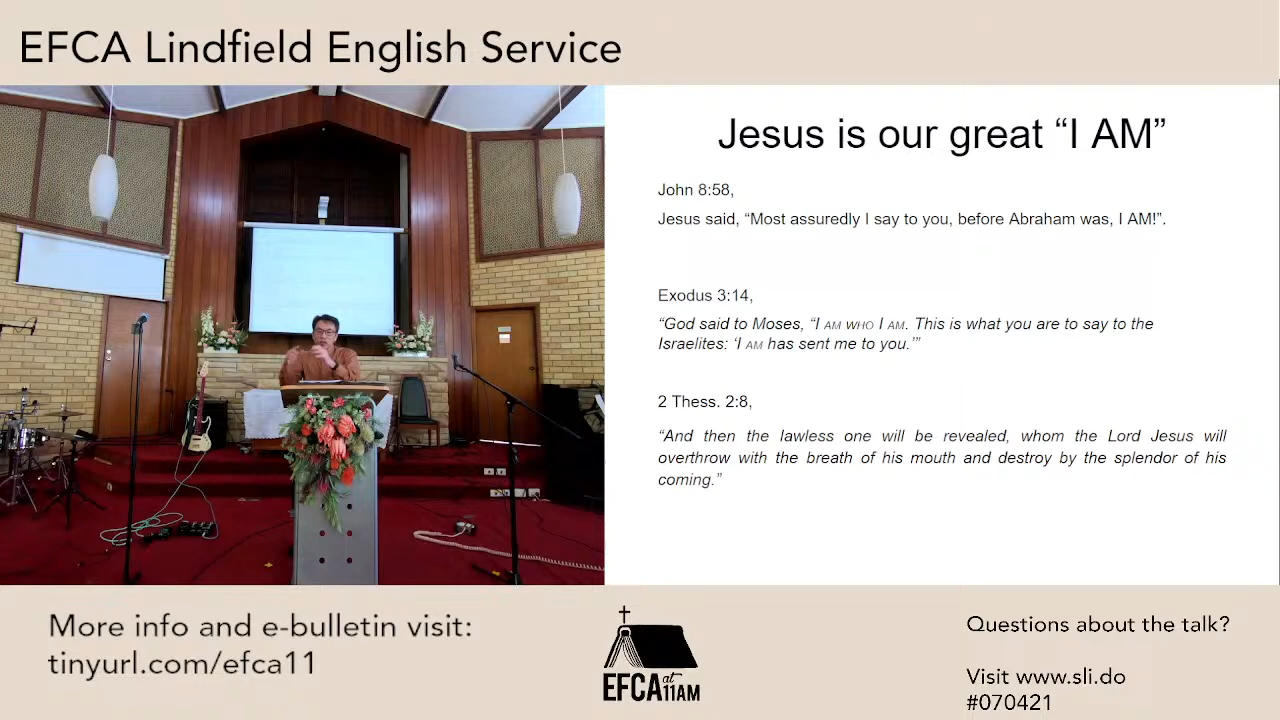 EFCA Lindfield English Service
Jesus is our great “I AM”
John 8:58,
Jesus said, “Most assuredly I say to you, before Abraham was, I AM!”.
Exodus 3:14,
“God said to Moses, “I AM WHO I AM. This is what you are to say to the
Israelites: ‘I AM has sent me to you.’”
2 Thess. 2:8,
“And then the lawless one will be revealed, whom the Lord Jesus will
overthrow with the breath of his mouth and destroy by the splendor of his
coming.”
More info and e-bulletin visit:
tinyurl.com/efca11
EFCA at 11AM
Questions about the talk?
Visit www.sli.do
#070421